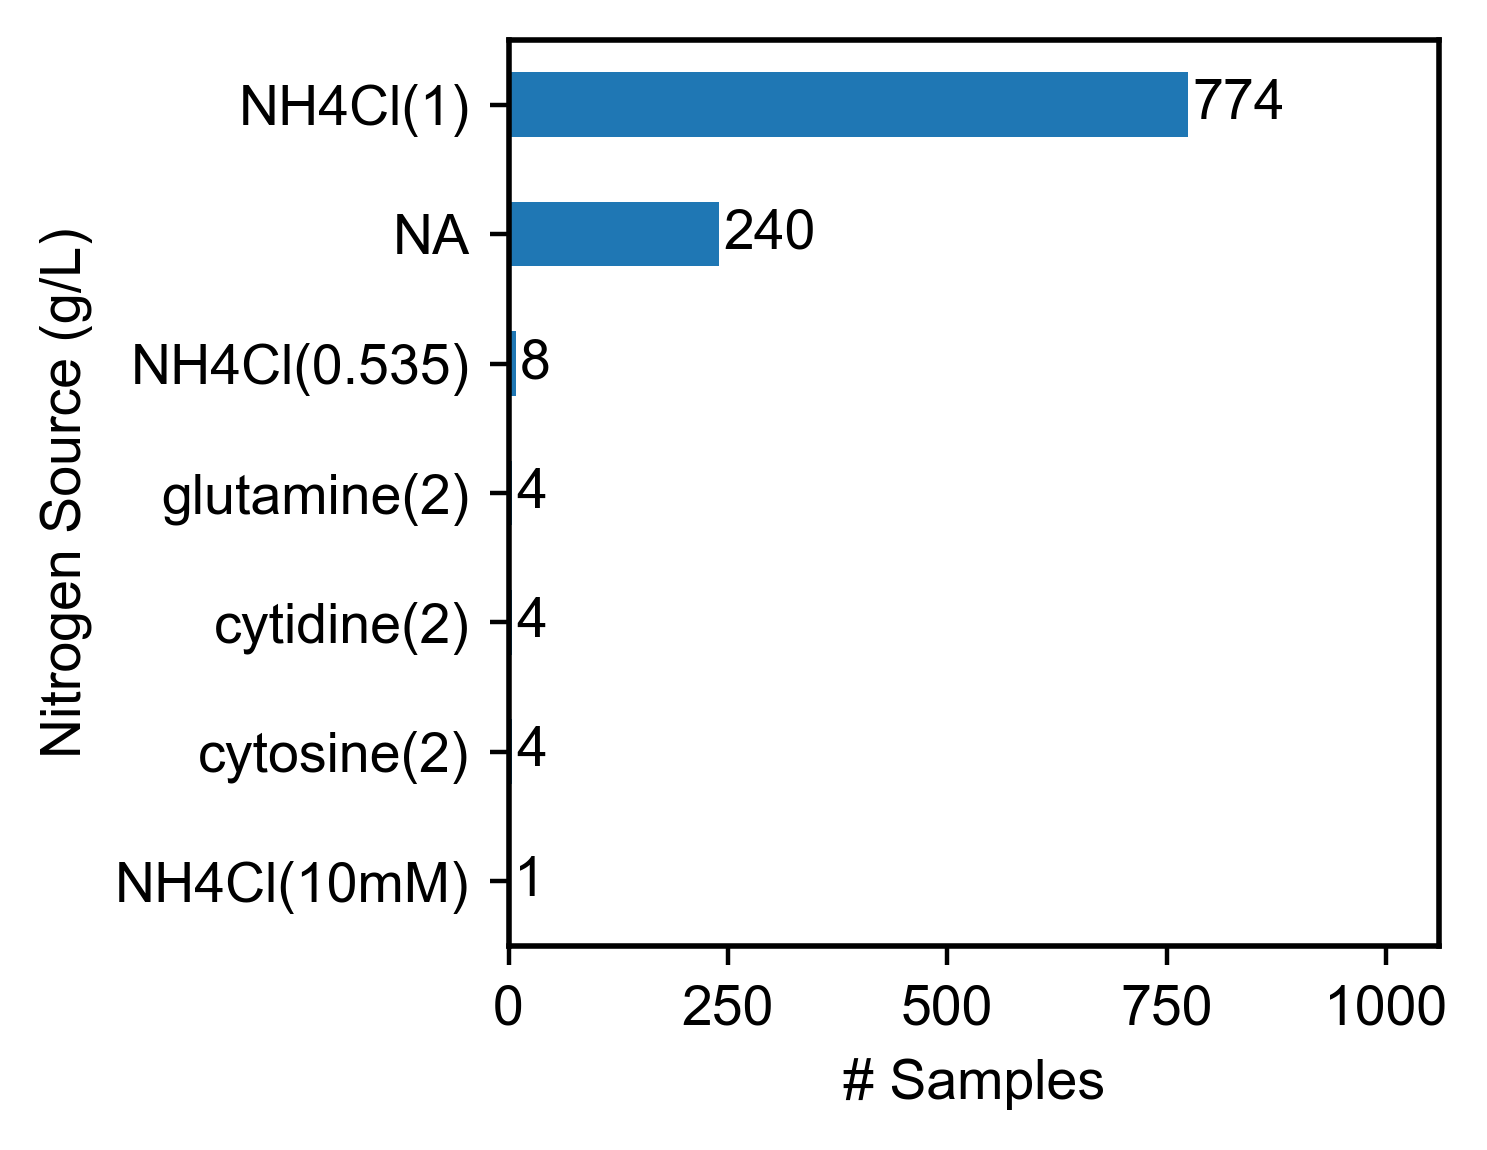 NH4Cl(1)
774
NA
240
NH4Cl(0.535)
8
glutamine(2)
4
cytidine(2)
4
cytosine(2)
4
NH4Cl(10mM)
1
Nitrogen Source (g/L)
0 250 500 750 1000
# Samples